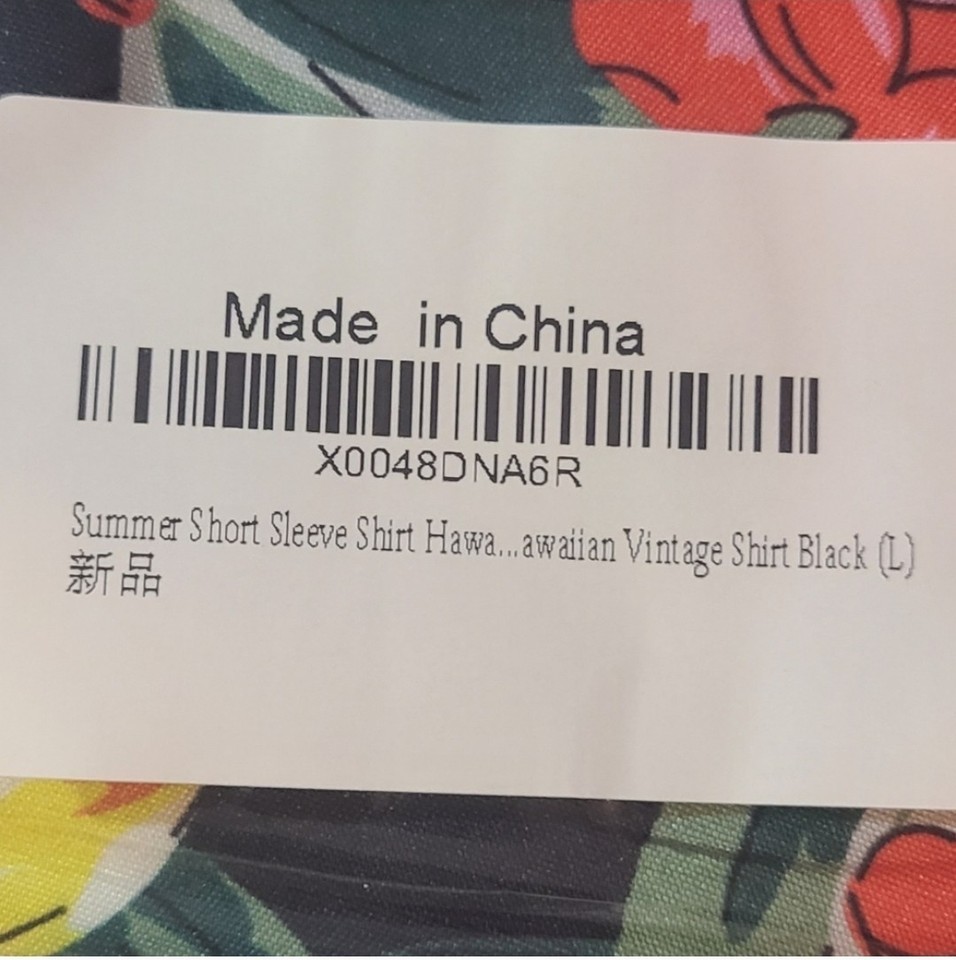 Made in China
X0048DNA6R
Summer Short Sleeve Shirt Hawa...awaiian Vintage Shirt Black (L)
新品